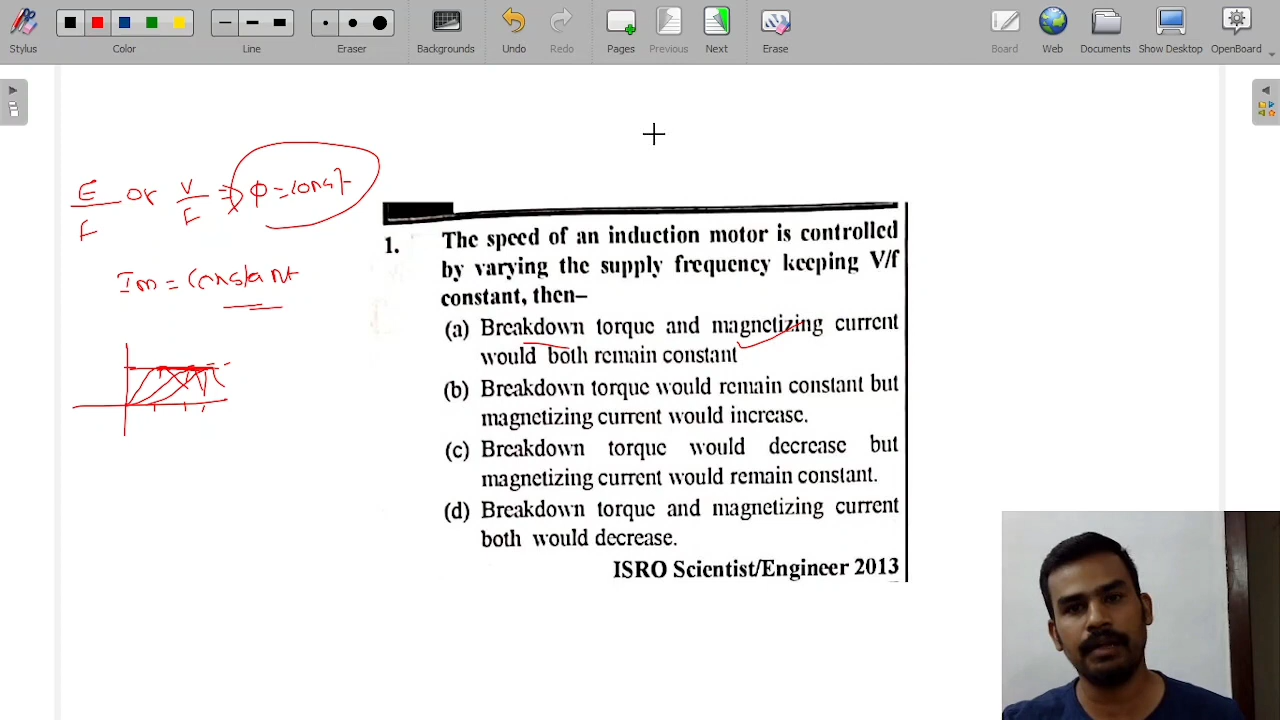 Stylus
Color
Line
Eraser
Backgrounds
Undo
Redo
Pages
Previous
Next
Erase
Board
Web
Documents
Show Desktop
OpenBoard
E/F or V/F ⇒ φ = const
Im = Constant
1. The speed of an induction motor is controlled
by varying the supply frequency keeping V/f
constant, then–
(a) Breakdown torque and magnetizing current
would both remain constant
(b) Breakdown torque would remain constant but
magnetizing current would increase.
(c) Breakdown torque would decrease but
magnetizing current would remain constant.
(d) Breakdown torque and magnetizing current
both would decrease.
ISRO Scientist/Engineer 2013